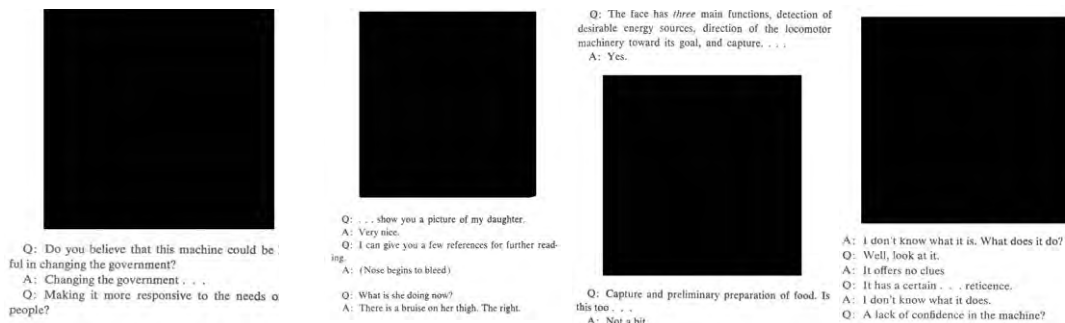 Q: Do you believe that this machine could be
ful in changing the government?
A: Changing the government . . .
Q: Making it more responsive to the needs o
people?
Q: . . . show you a picture of my daughter.
A: Very nice.
Q: I can give you a few references for further read-
ing.
A: (Nose begins to bleed)
Q: What is she doing now?
A: There is a bruise on her thigh. The right.
Q: The face has three main functions, detection of
desirable energy sources, direction of the locomotor
machinery toward its goal, and capture. . . .
A: Yes.
Q: Capture and preliminary preparation of food. Is
this too . . .
A: Not a bit.
A: I don't know what it is. What does it do?
Q: Well, look at it.
A: It offers no clues
Q: It has a certain . . . reticence.
A: I don't know what it does.
Q: A lack of confidence in the machine?